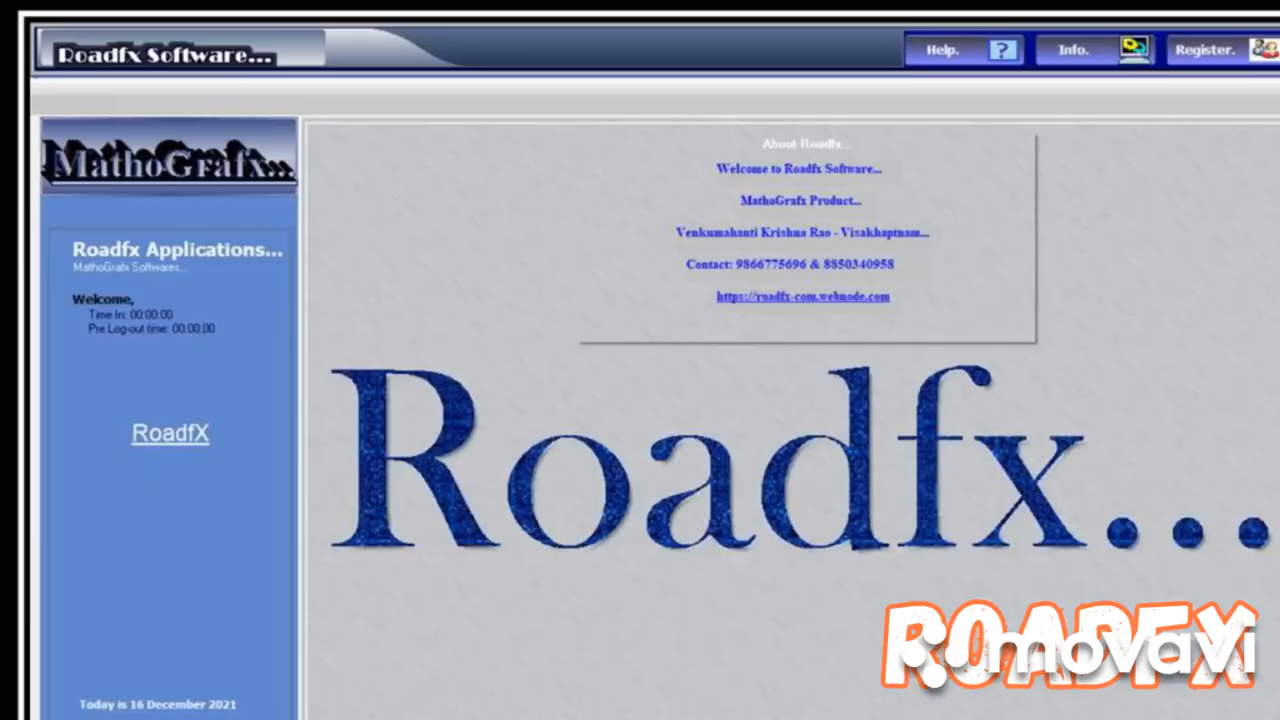 Roadfx Software...
Help. ?
Info.
Register.
MathoGrafx...
Roadfx Applications...
MathoGrafx Softwares...
Welcome,
Time In: 00:00:00
Pre Log-out time: 00:00:00
RoadfX
Today is 16 December 2021
About Roadfx...
Welcome to Roadfx Software...
MathoGrafx Product...
Venkumahanti Krishna Rao - Visakhaptnam...
Contact: 9866775696 & 8850340958
https://roadfx-com.webnode.com
Roadfx...
ROADFX
movavi